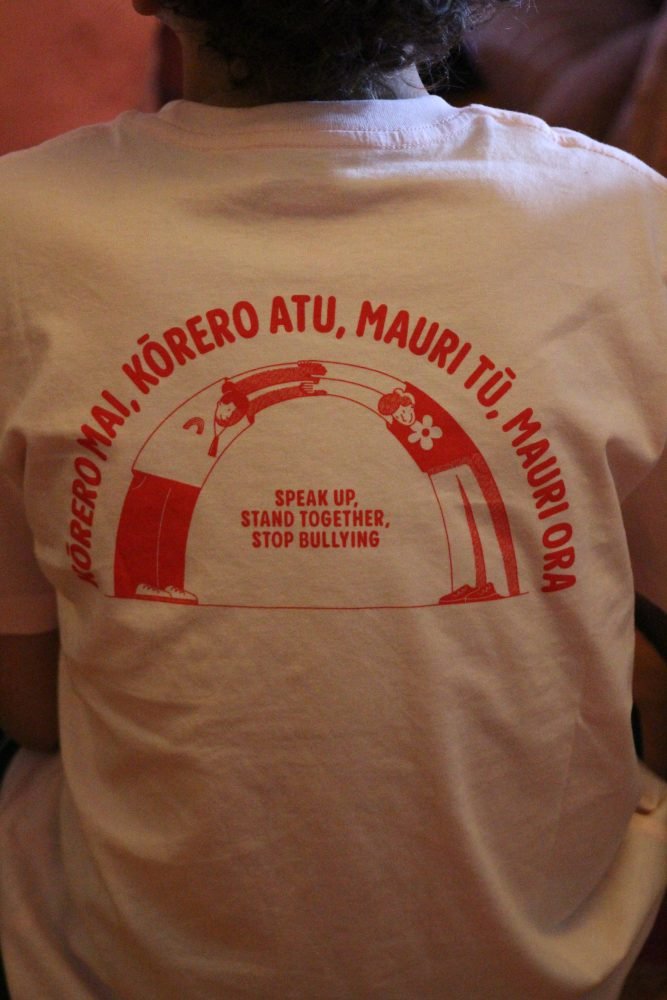 KŌRERO MAI, KŌRERO ATU, MAURI TŪ, MAURI ORA
SPEAK UP,
STAND TOGETHER,
STOP BULLYING